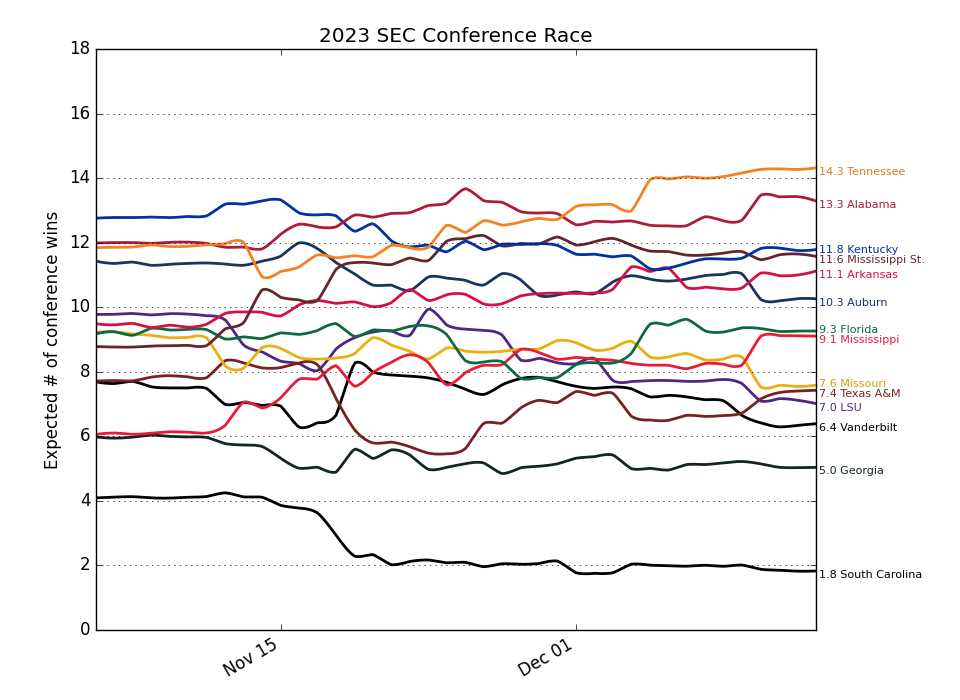 2023 SEC Conference Race
Expected # of conference wins
18
16
14
12
10
8
6
4
2
0
Nov 15
Dec 01
14.3 Tennessee
13.3 Alabama
11.8 Kentucky
11.6 Mississippi St.
11.1 Arkansas
10.3 Auburn
9.3 Florida
9.1 Mississippi
7.6 Missouri
7.4 Texas A&M
7.0 LSU
6.4 Vanderbilt
5.0 Georgia
1.8 South Carolina